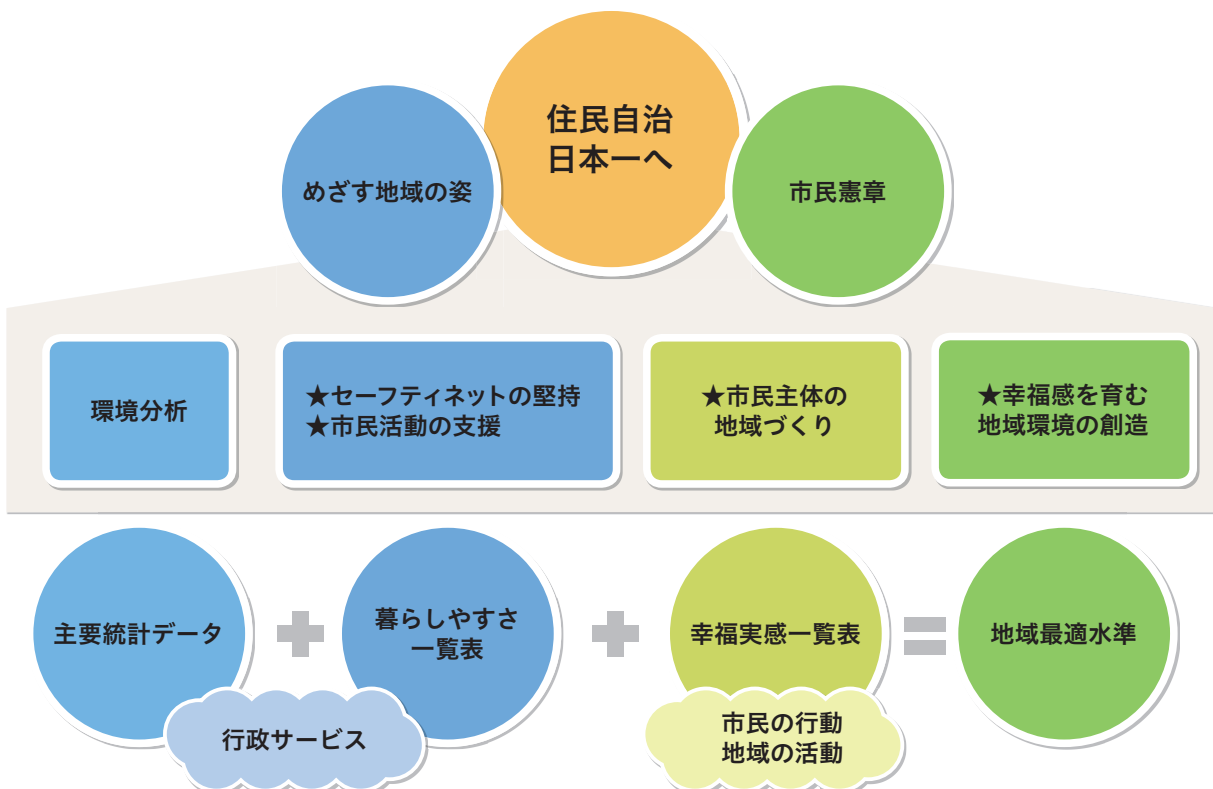 住民自治
日本一へ
めざす地域の姿
市民憲章
環境分析
★セーフティネットの堅持
★市民活動の支援
★市民主体の
地域づくり
★幸福感を育む
地域環境の創造
主要統計データ
暮らしやすさ
一覧表
幸福実感一覧表
地域最適水準
行政サービス
市民の行動
地域の活動